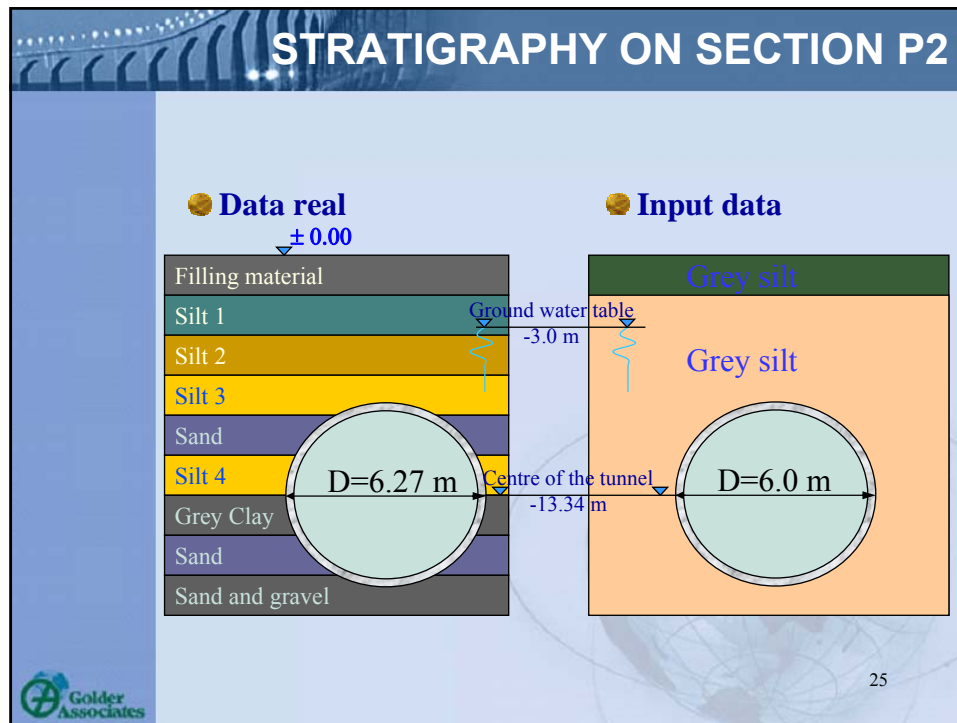 STRATIGRAPHY ON SECTION P2
Data real
± 0.00
Filling material
Silt 1
Silt 2
Silt 3
Sand
Silt 4
Grey Clay
Sand
Sand and gravel
D=6.27 m
Ground water table
-3.0 m
Centre of the tunnel
-13.34 m
Input data
Grey silt
Grey silt
D=6.0 m
25
Golder
Associates